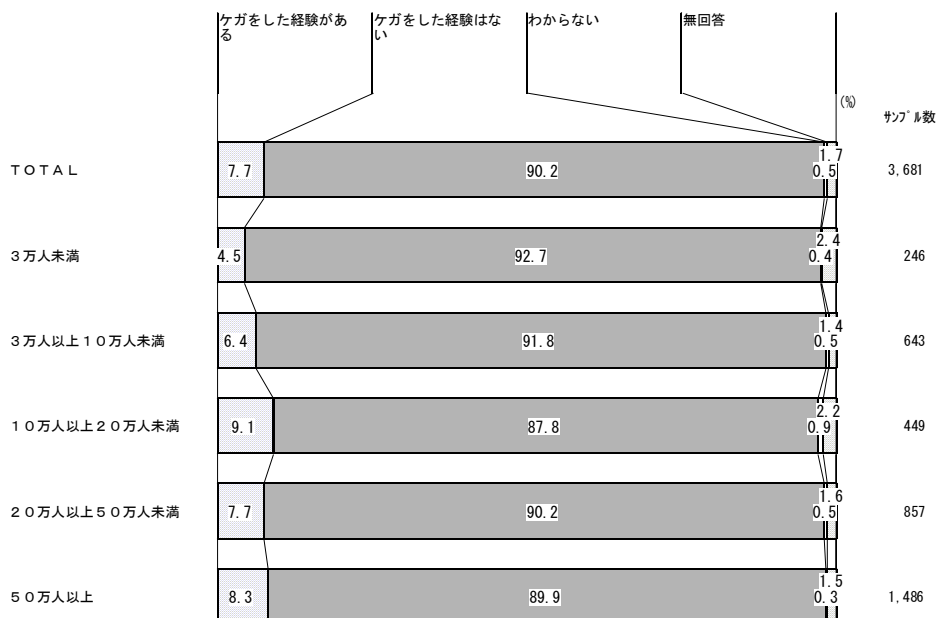 ケガをした経験があ
る
ケガをした経験はな
い
わからない
無回答
(%)
ｻﾝﾌﾟﾙ数
ＴＯＴＡＬ 7.7 90.2 0.5 1.7 3,681
３万人未満 4.5 92.7 0.4 2.4 246
３万人以上１０万人未満 6.4 91.8 0.5 1.4 643
１０万人以上２０万人未満 9.1 87.8 0.9 2.2 449
２０万人以上５０万人未満 7.7 90.2 0.5 1.6 857
５０万人以上 8.3 89.9 0.3 1.5 1,486